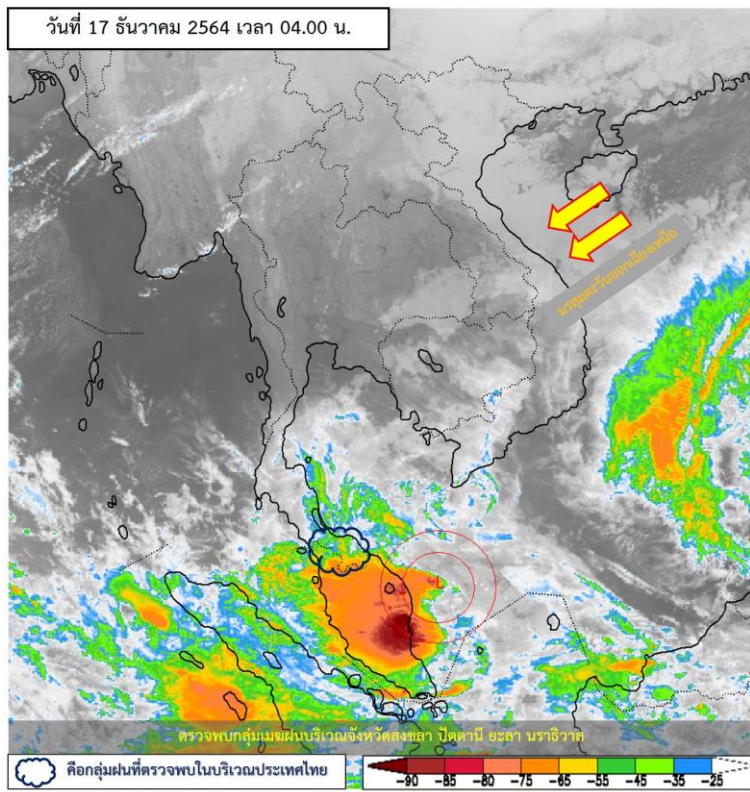 วันที่ 17 ธันวาคม 2564 เวลา 04.00 น.
มรสุมตะวันออกเฉียงเหนือ
L
ตรวจพบกลุ่มเมฆฝนบริเวณจังหวัดสงขลา ปัตตานี ยะลา นราธิวาส
คือกลุ่มฝนที่ตรวจพบในบริเวณประเทศไทย
-90 -85 -80 -75 -65 -55 -45 -35 -25